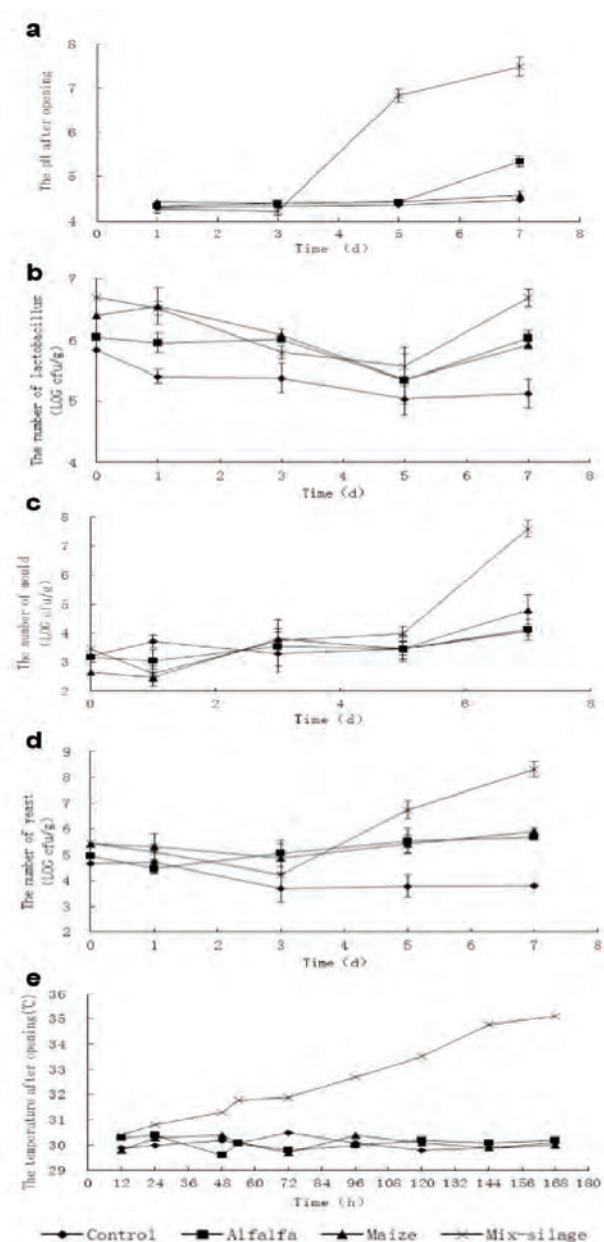 a
The pH after opening
8
7
6
5
4
0 1 3 4 5 6 7 8
Time (d)
b
The number of lactobacillus
(LOG cfu/g)
7
6
5
4
0 1 3 4 5 6 7 8
Time (d)
c
The number of mould
(LOG cfu/g)
8
7
6
5
4
3
2
0 1 3 4 5 6 7 8
Time (d)
d
The number of yeast
(LOG cfu/g)
9
8
7
6
5
4
3
2
0 1 3 4 5 6 7 8
Time (d)
e
The temperature after opening(℃)
36
35
34
33
32
31
30
29
0 12 24 36 48 60 72 84 96 108 120 132 144 156 168 180
Time (h)
Control Alfalfa Maize Mix-silage